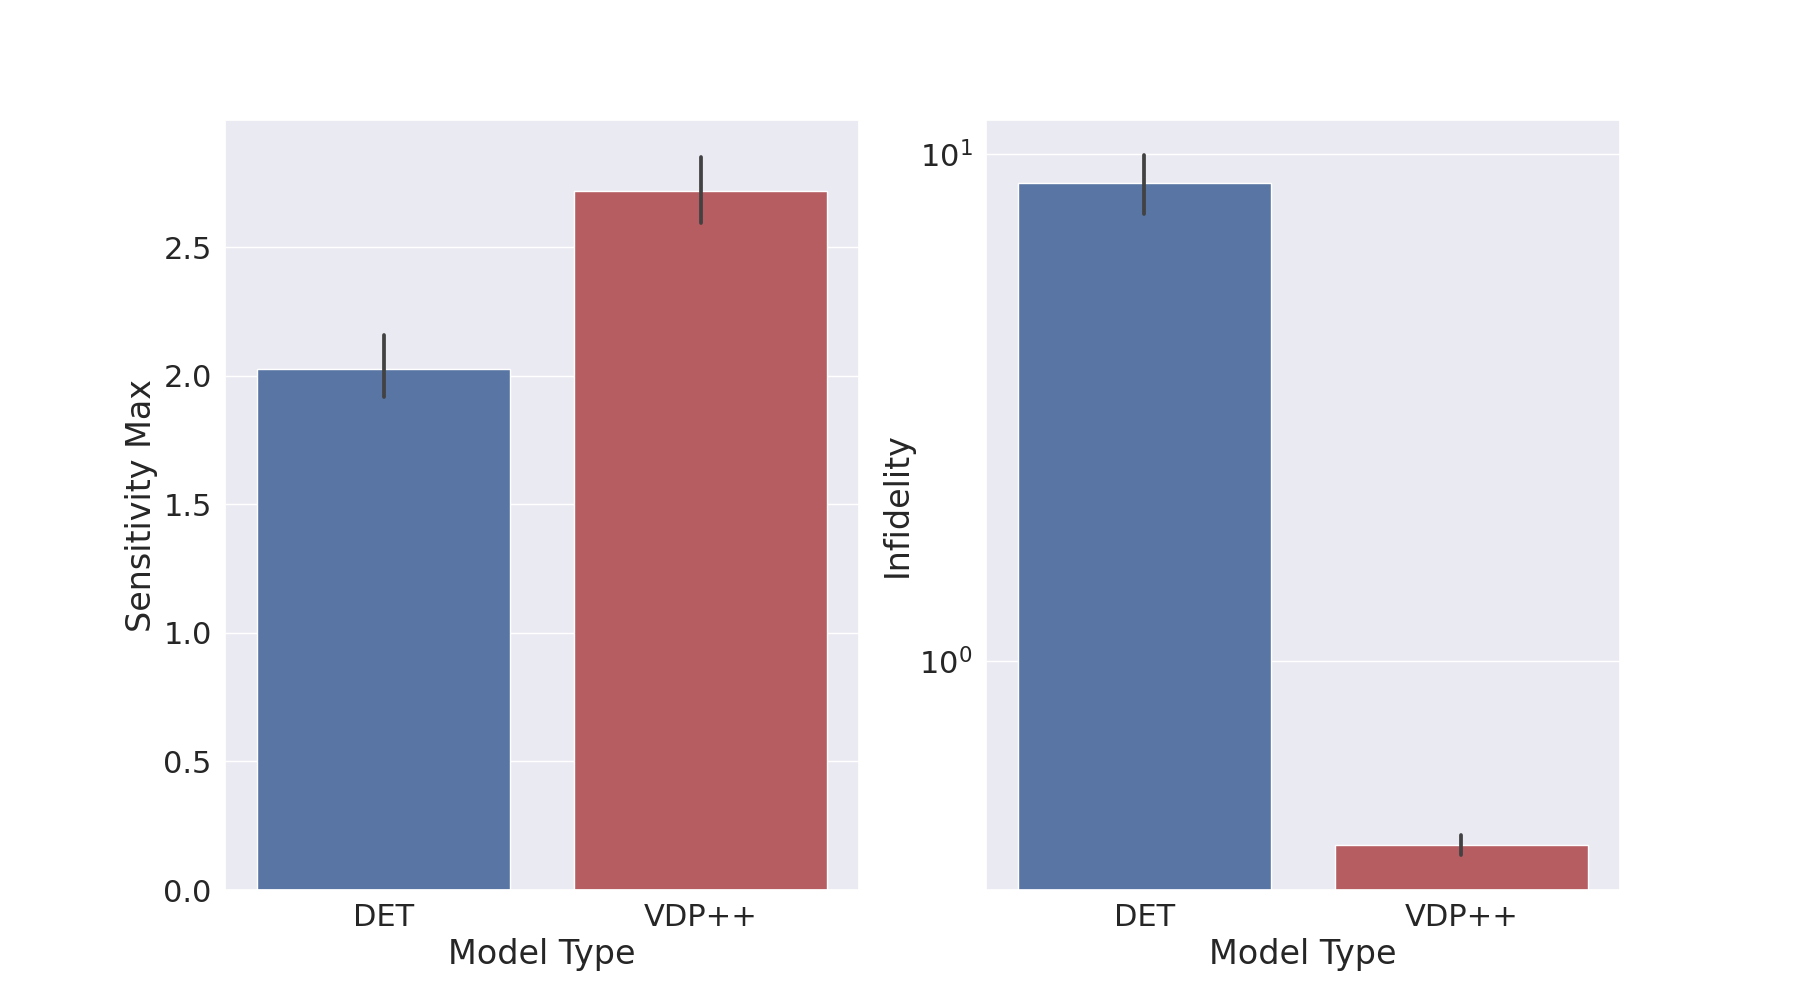 Sensitivity Max
2.5
2.0
1.5
1.0
0.5
0.0
DET VDP++
Model Type
Infidelity
10¹
10⁰
DET VDP++
Model Type